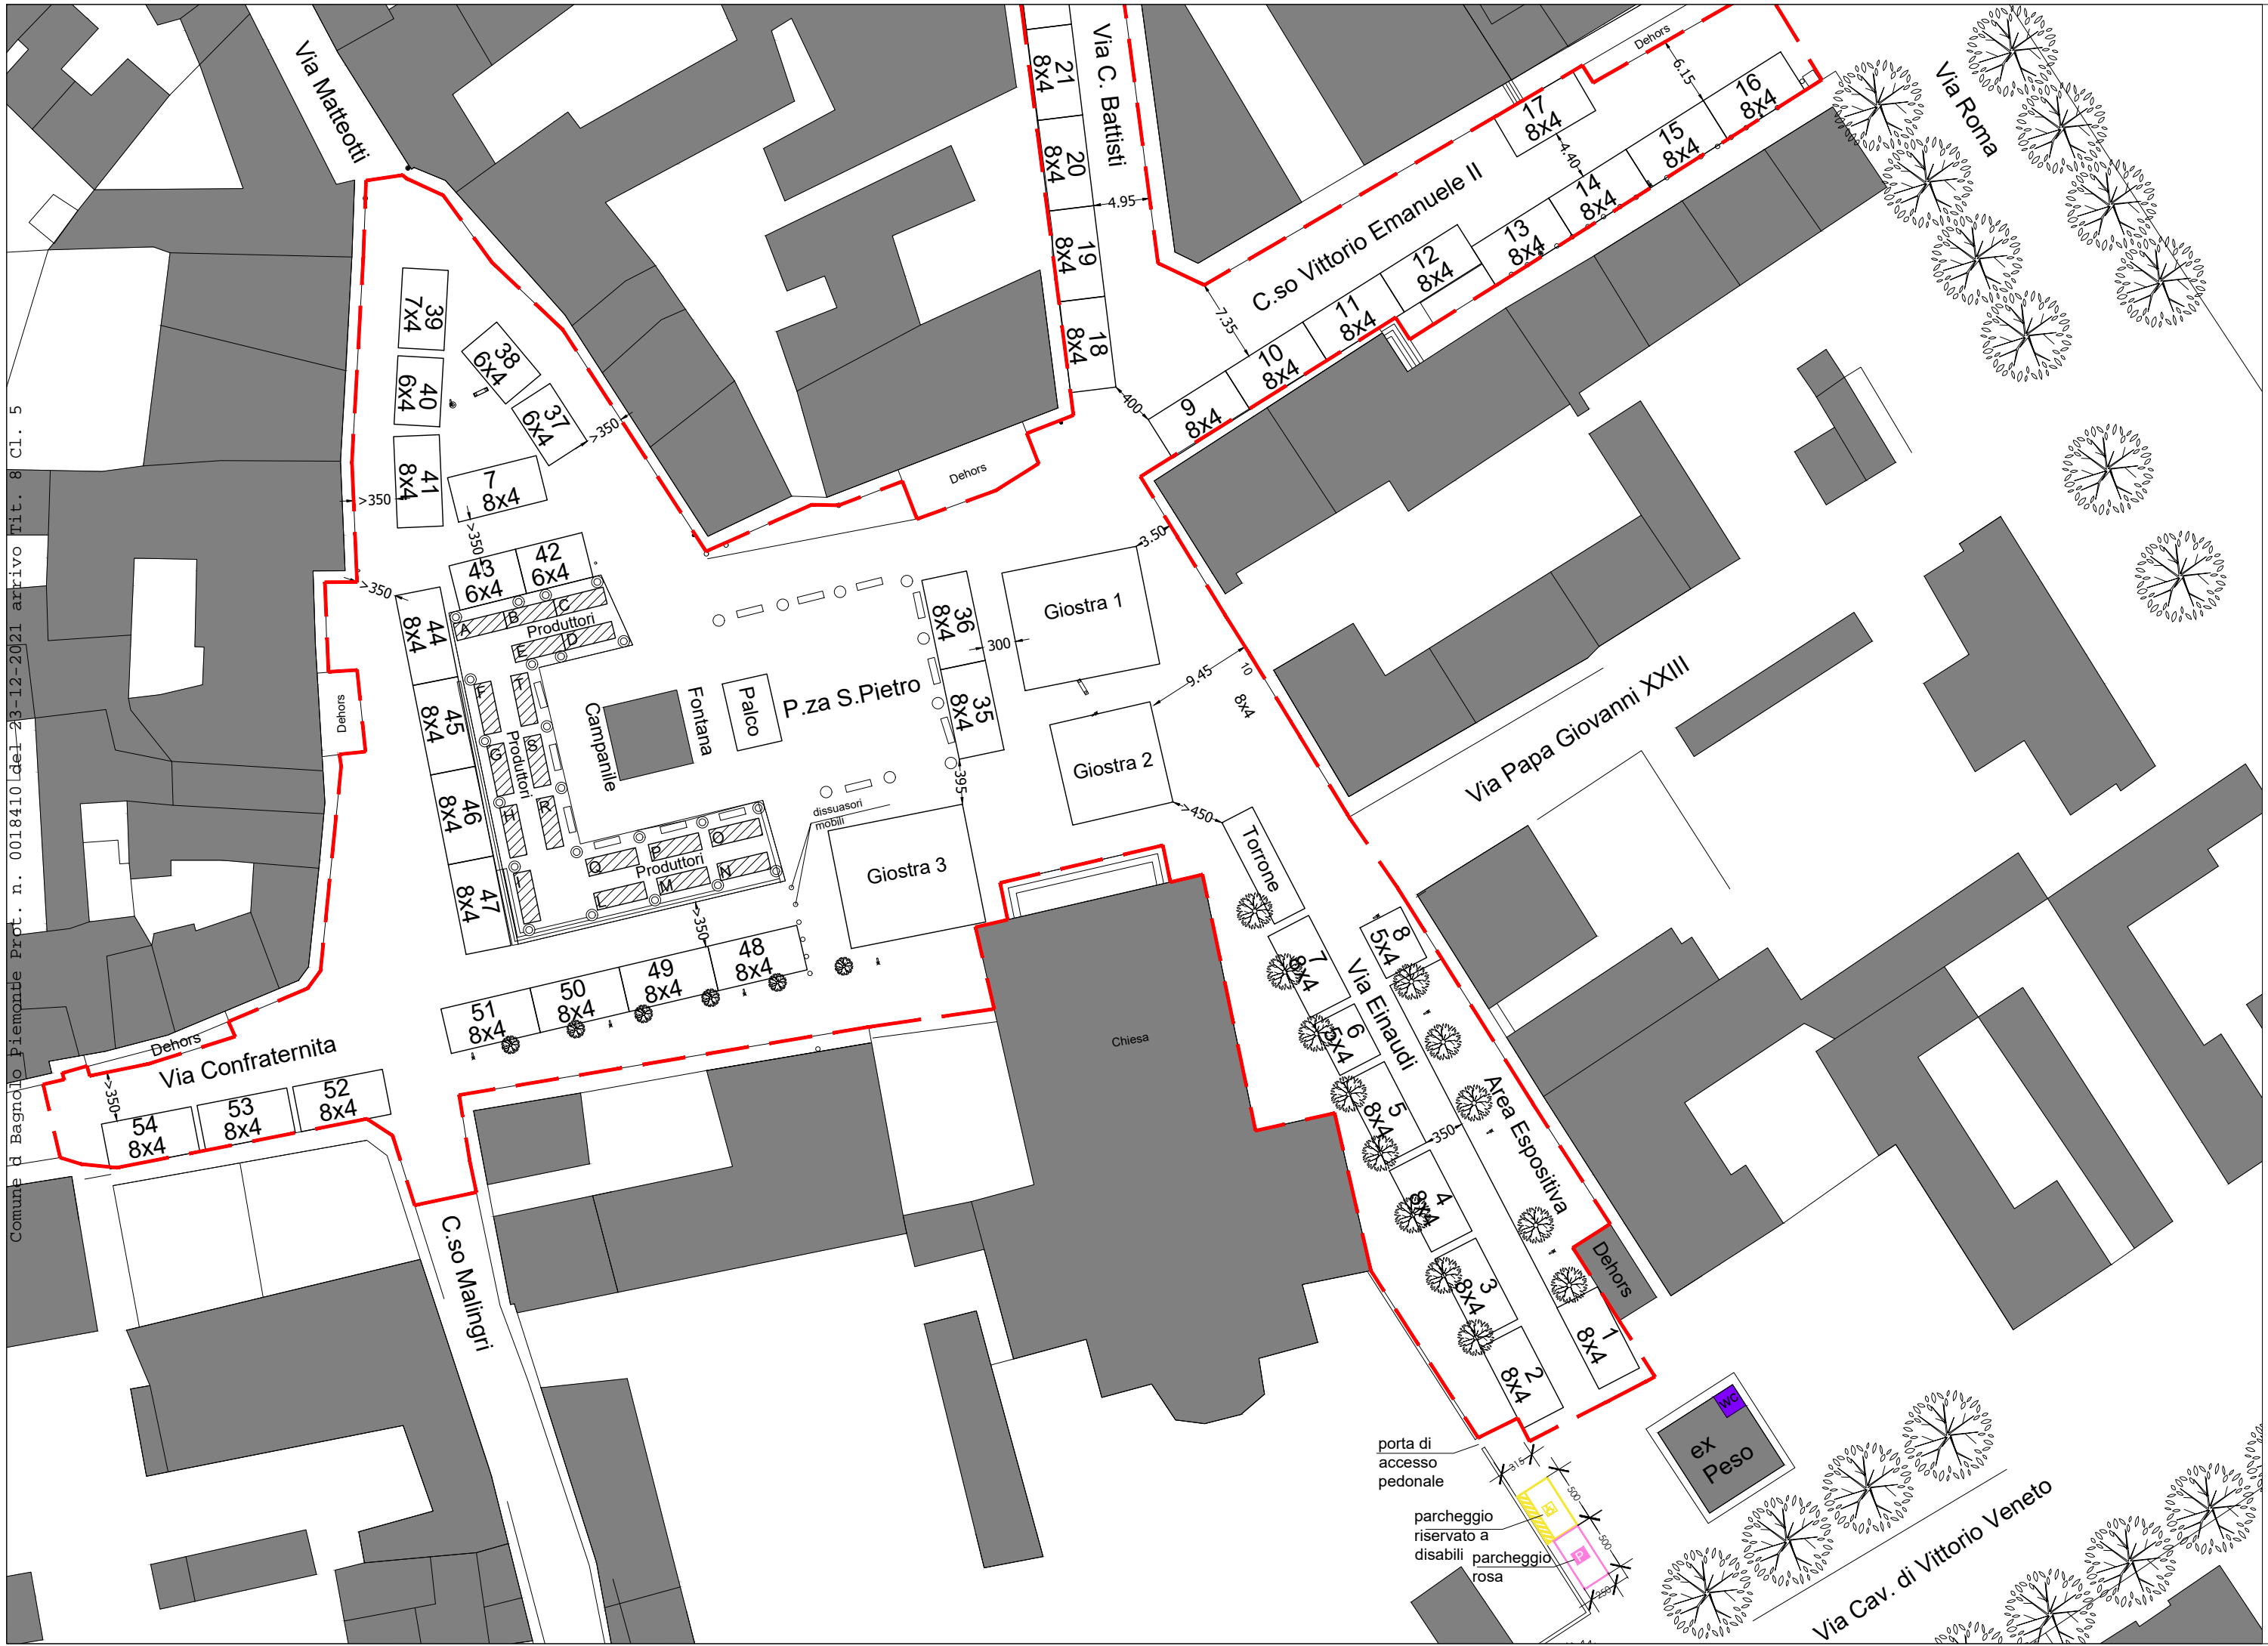 Comune d Bagnolo Piemonte Prot. n. 0018410 del 23-12-2021 arrivo Tit. 8 Cl. 5
Via Matteotti
Via C. Battisti
C.so Vittorio Emanuele II
Via Roma
Dehors
6.15
16
8x4
17
8x4
15
8x4
4.40
14
8x4
13
8x4
12
8x4
11
8x4
10
8x4
9
8x4
7.35
400
4.95
21
8x4
20
8x4
19
8x4
18
8x4
39
7x4
38
6x4
40
6x4
37
6x4
41
8x4
7
8x4
>350
>350
>350
>350
Dehors
43
6x4
42
6x4
44
8x4
45
8x4
46
8x4
47
8x4
Dehors
A
B
C
Produttori
E
D
F
T
G
S
Produttori
H
R
I
Q
P
O
Produttori
L
M
N
Campanile
Fontana
Palco
P.za S.Pietro
36
8x4
35
8x4
300
395
3.50
Giostra 1
9.45
10
8x4
Giostra 2
>450
Giostra 3
dissuasori
mobili
>350
48
8x4
49
8x4
50
8x4
51
8x4
Dehors
Via Confraternita
>350
52
8x4
53
8x4
54
8x4
C.so Malingri
Chiesa
Via Papa Giovanni XXIII
Torrone
7
8x4
8
5x4
Via Einaudi
6
5x4
5
8x4
350
Area Espositiva
4
8x4
3
8x4
2
8x4
1
8x4
Dehors
porta di
accesso
pedonale
315
500
parcheggio
riservato a
disabili
parcheggio
rosa
P
500
250
wc
ex
Peso
Via Cav. di Vittorio Veneto